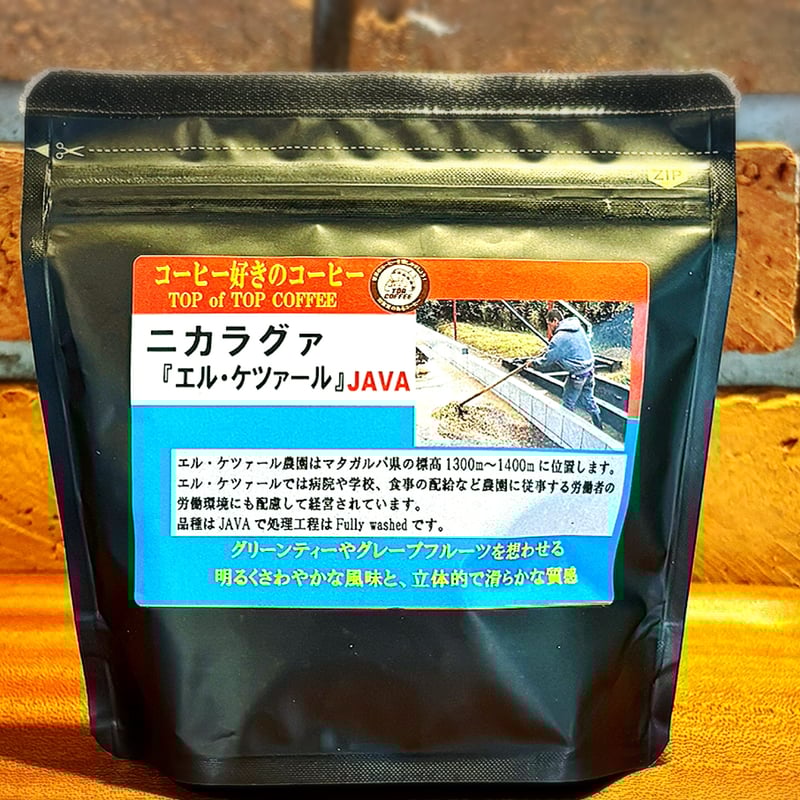 ZIP
コーヒー好きのコーヒー
TOP of TOP COFFEE
TOP
COFFEE
ニカラグァ
『エル・ケツァール』JAVA
エル・ケツァール農園はマタガルパ県の標高1300m〜1400mに位置します。
エル・ケツァールでは病院や学校、食事の配給など農園に従事する労働者の
労働環境にも配慮して経営されています。
品種はJAVAで処理工程はFully washedです。
グリーンティーやグレープフルーツを想わせる
明るくさわやかな風味と、立体的で滑らかな質感